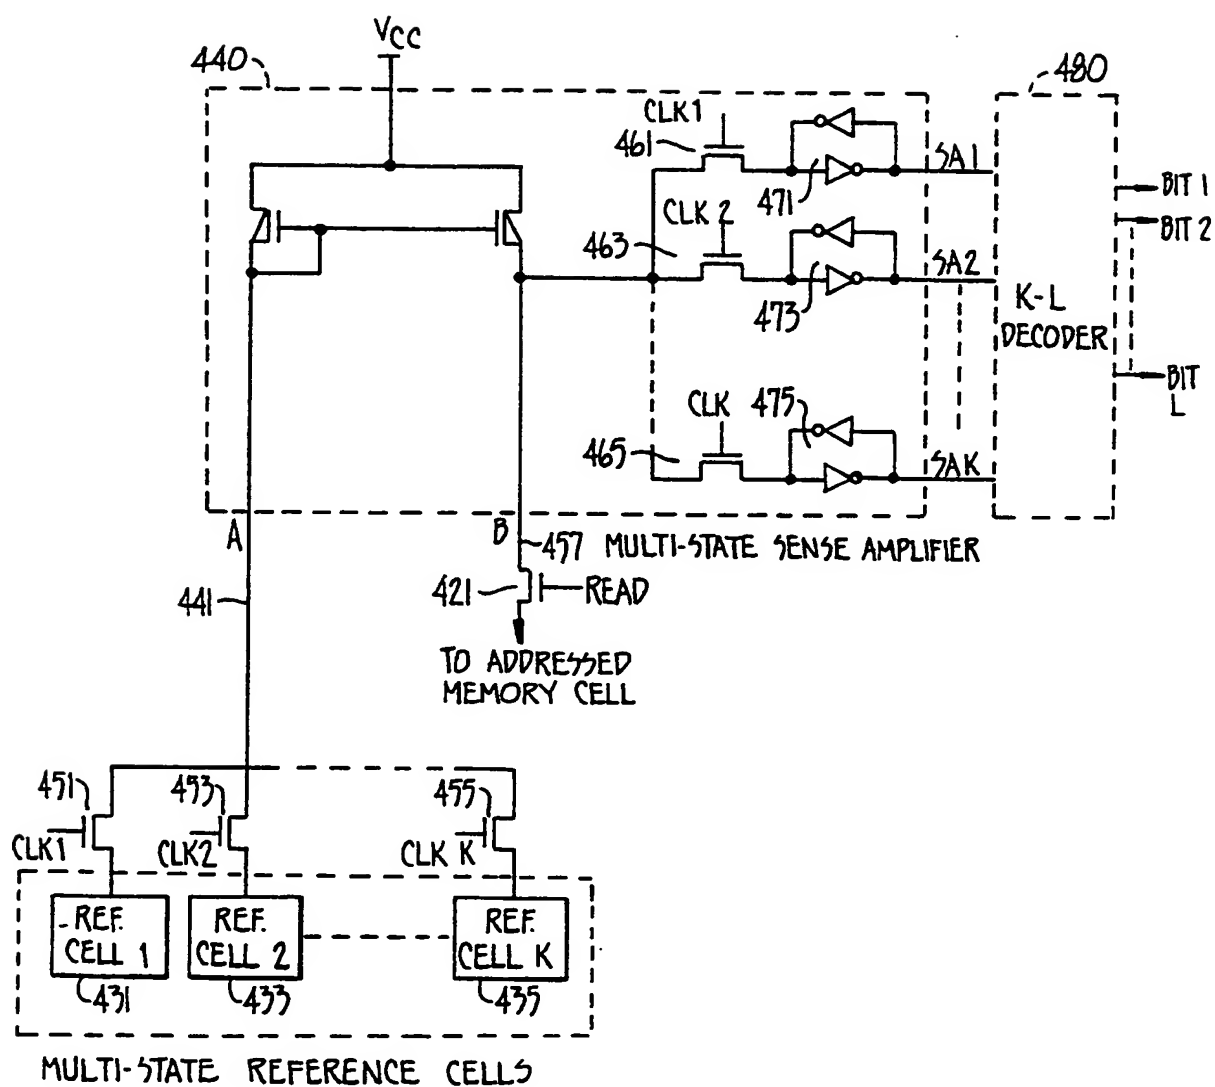 VCC
440
480
CLK1
461
471
SA1
BIT 1
CLK 2
BIT 2
463
473
SA2
K-L
DECODER
BIT
L
CLK
475
465
SAK
A
B
457
MULTI-STATE SENSE AMPLIFIER
421
READ
441
TO ADDRESSED
MEMORY CELL
451
453
455
CLK1
CLK2
CLK K
REF.
CELL 1
REF.
CELL 2
REF.
CELL K
431
433
435
MULTI-STATE REFERENCE CELLS